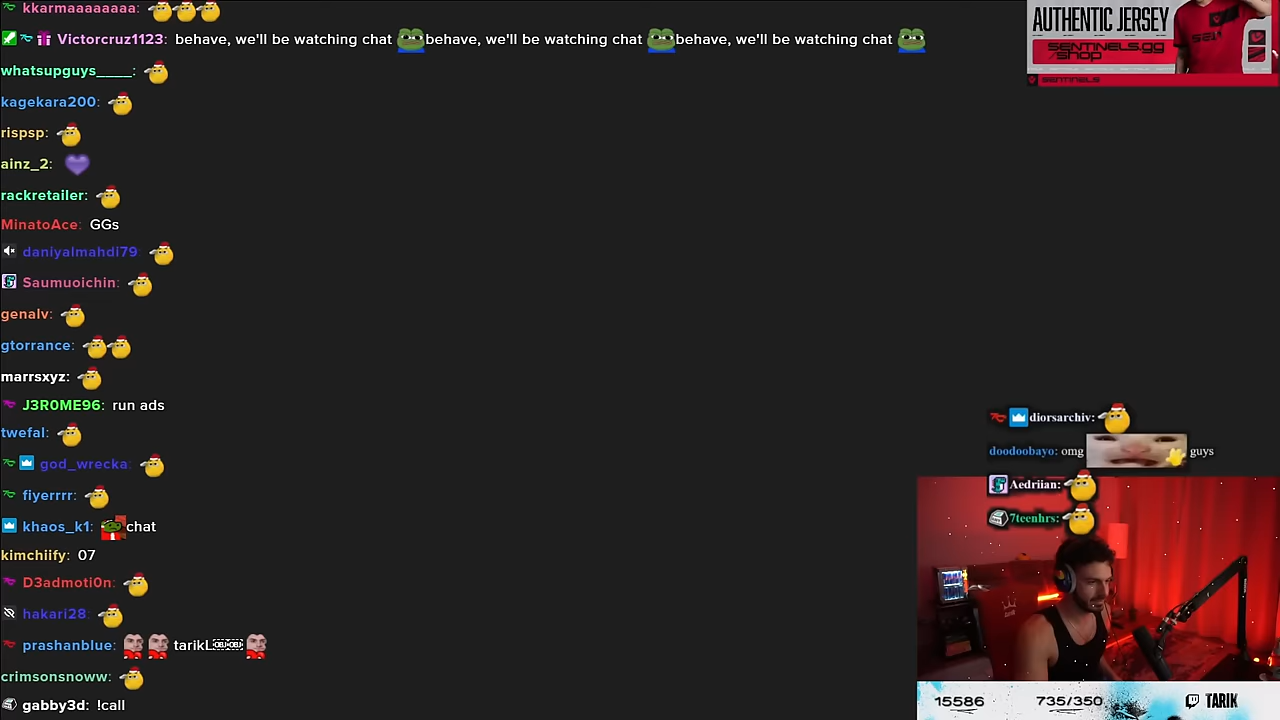 kkarmaaaaaaaa:
Victorcruz1123: behave, we'll be watching chat behave, we'll be watching chat behave, we'll be watching chat
whatsupguys____:
kagekara200:
rispsp:
ainz_2:
rackretailer:
MinatoAce: GGs
daniyalmahdi79
Saumuoichin:
genalv:
gtorrance:
marrsxyz:
J3R0ME96: run ads
twefal:
god_wrecka:
fiyerrrr:
khaos_k1: chat
kimchiify: 07
D3admoti0n:
hakari28:
prashanblue: tarikL
crimsonsnoww:
gabby3d: !call
AUTHENTIC JERSEY
SENTINELS.GG
/SHOP
SENTINELS
diorsarchiv:
doodoobayo: omg guys
Aedriian:
7teenhrs:
15586 735/350 TARIK